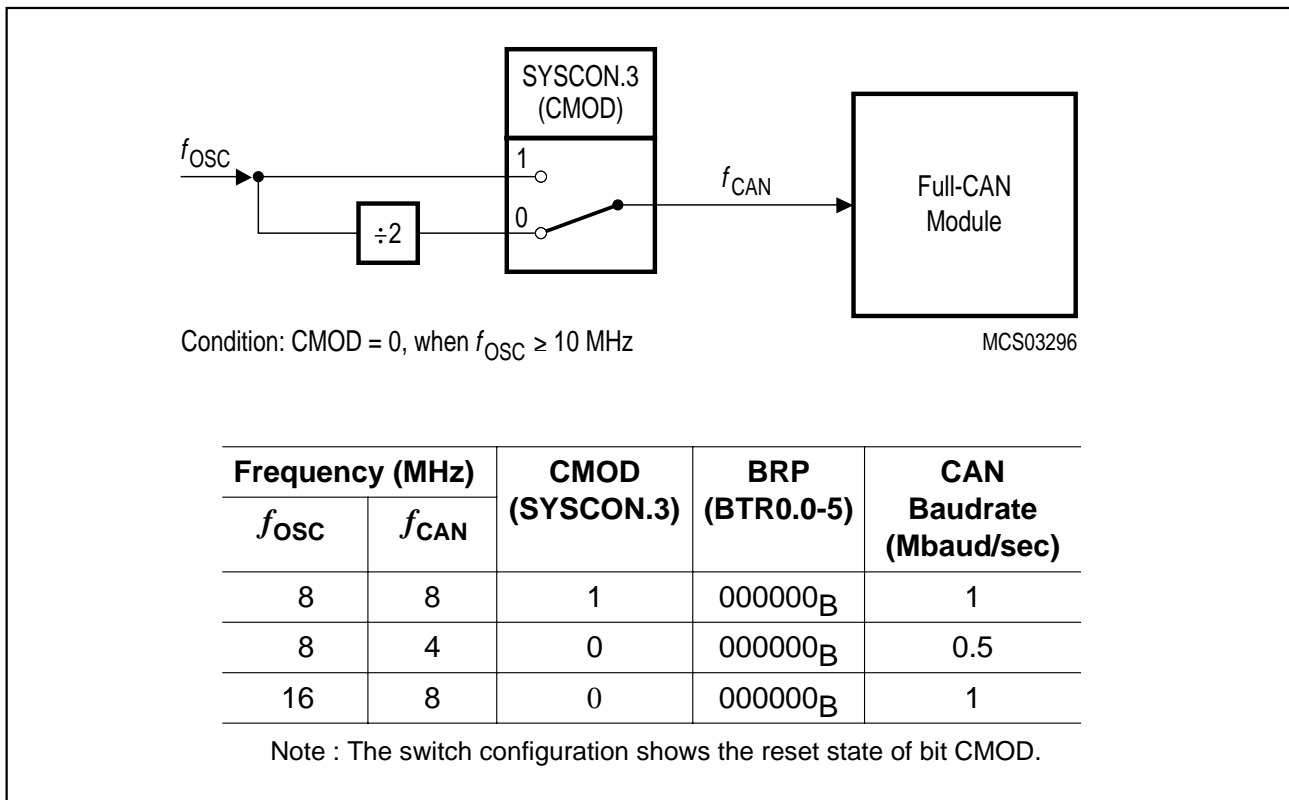 SYSCON.3
(CMOD)
fOSC
1
0
÷2
fCAN
Full-CAN
Module
Condition: CMOD = 0, when fOSC ≥ 10 MHz
MCS03296
Frequency (MHz) CMOD BRP CAN
fOSC fCAN (SYSCON.3) (BTR0.0-5) Baudrate
(Mbaud/sec)
8 8 1 000000B 1
8 4 0 000000B 0.5
16 8 0 000000B 1
Note : The switch configuration shows the reset state of bit CMOD.